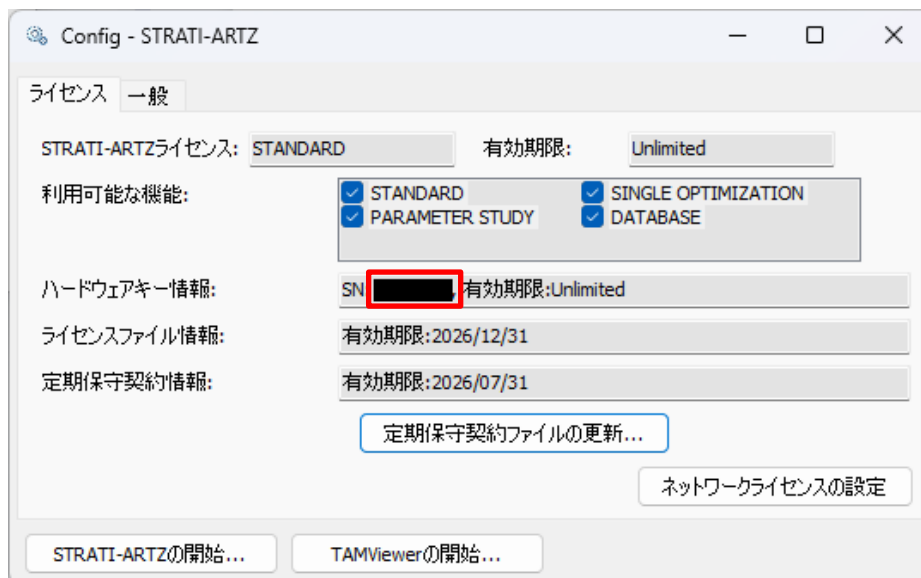 Config - STRATI-ARTZ
ライセンス 一般
STRATI-ARTZライセンス: STANDARD 有効期限: Unlimited
利用可能な機能: STANDARD SINGLE OPTIMIZATION
PARAMETER STUDY DATABASE
ハードウェアキー情報: SN , 有効期限:Unlimited
ライセンスファイル情報: 有効期限:2026/12/31
定期保守契約情報: 有効期限:2026/07/31
定期保守契約ファイルの更新...
ネットワークライセンスの設定
STRATI-ARTZの開始... TAMViewerの開始...